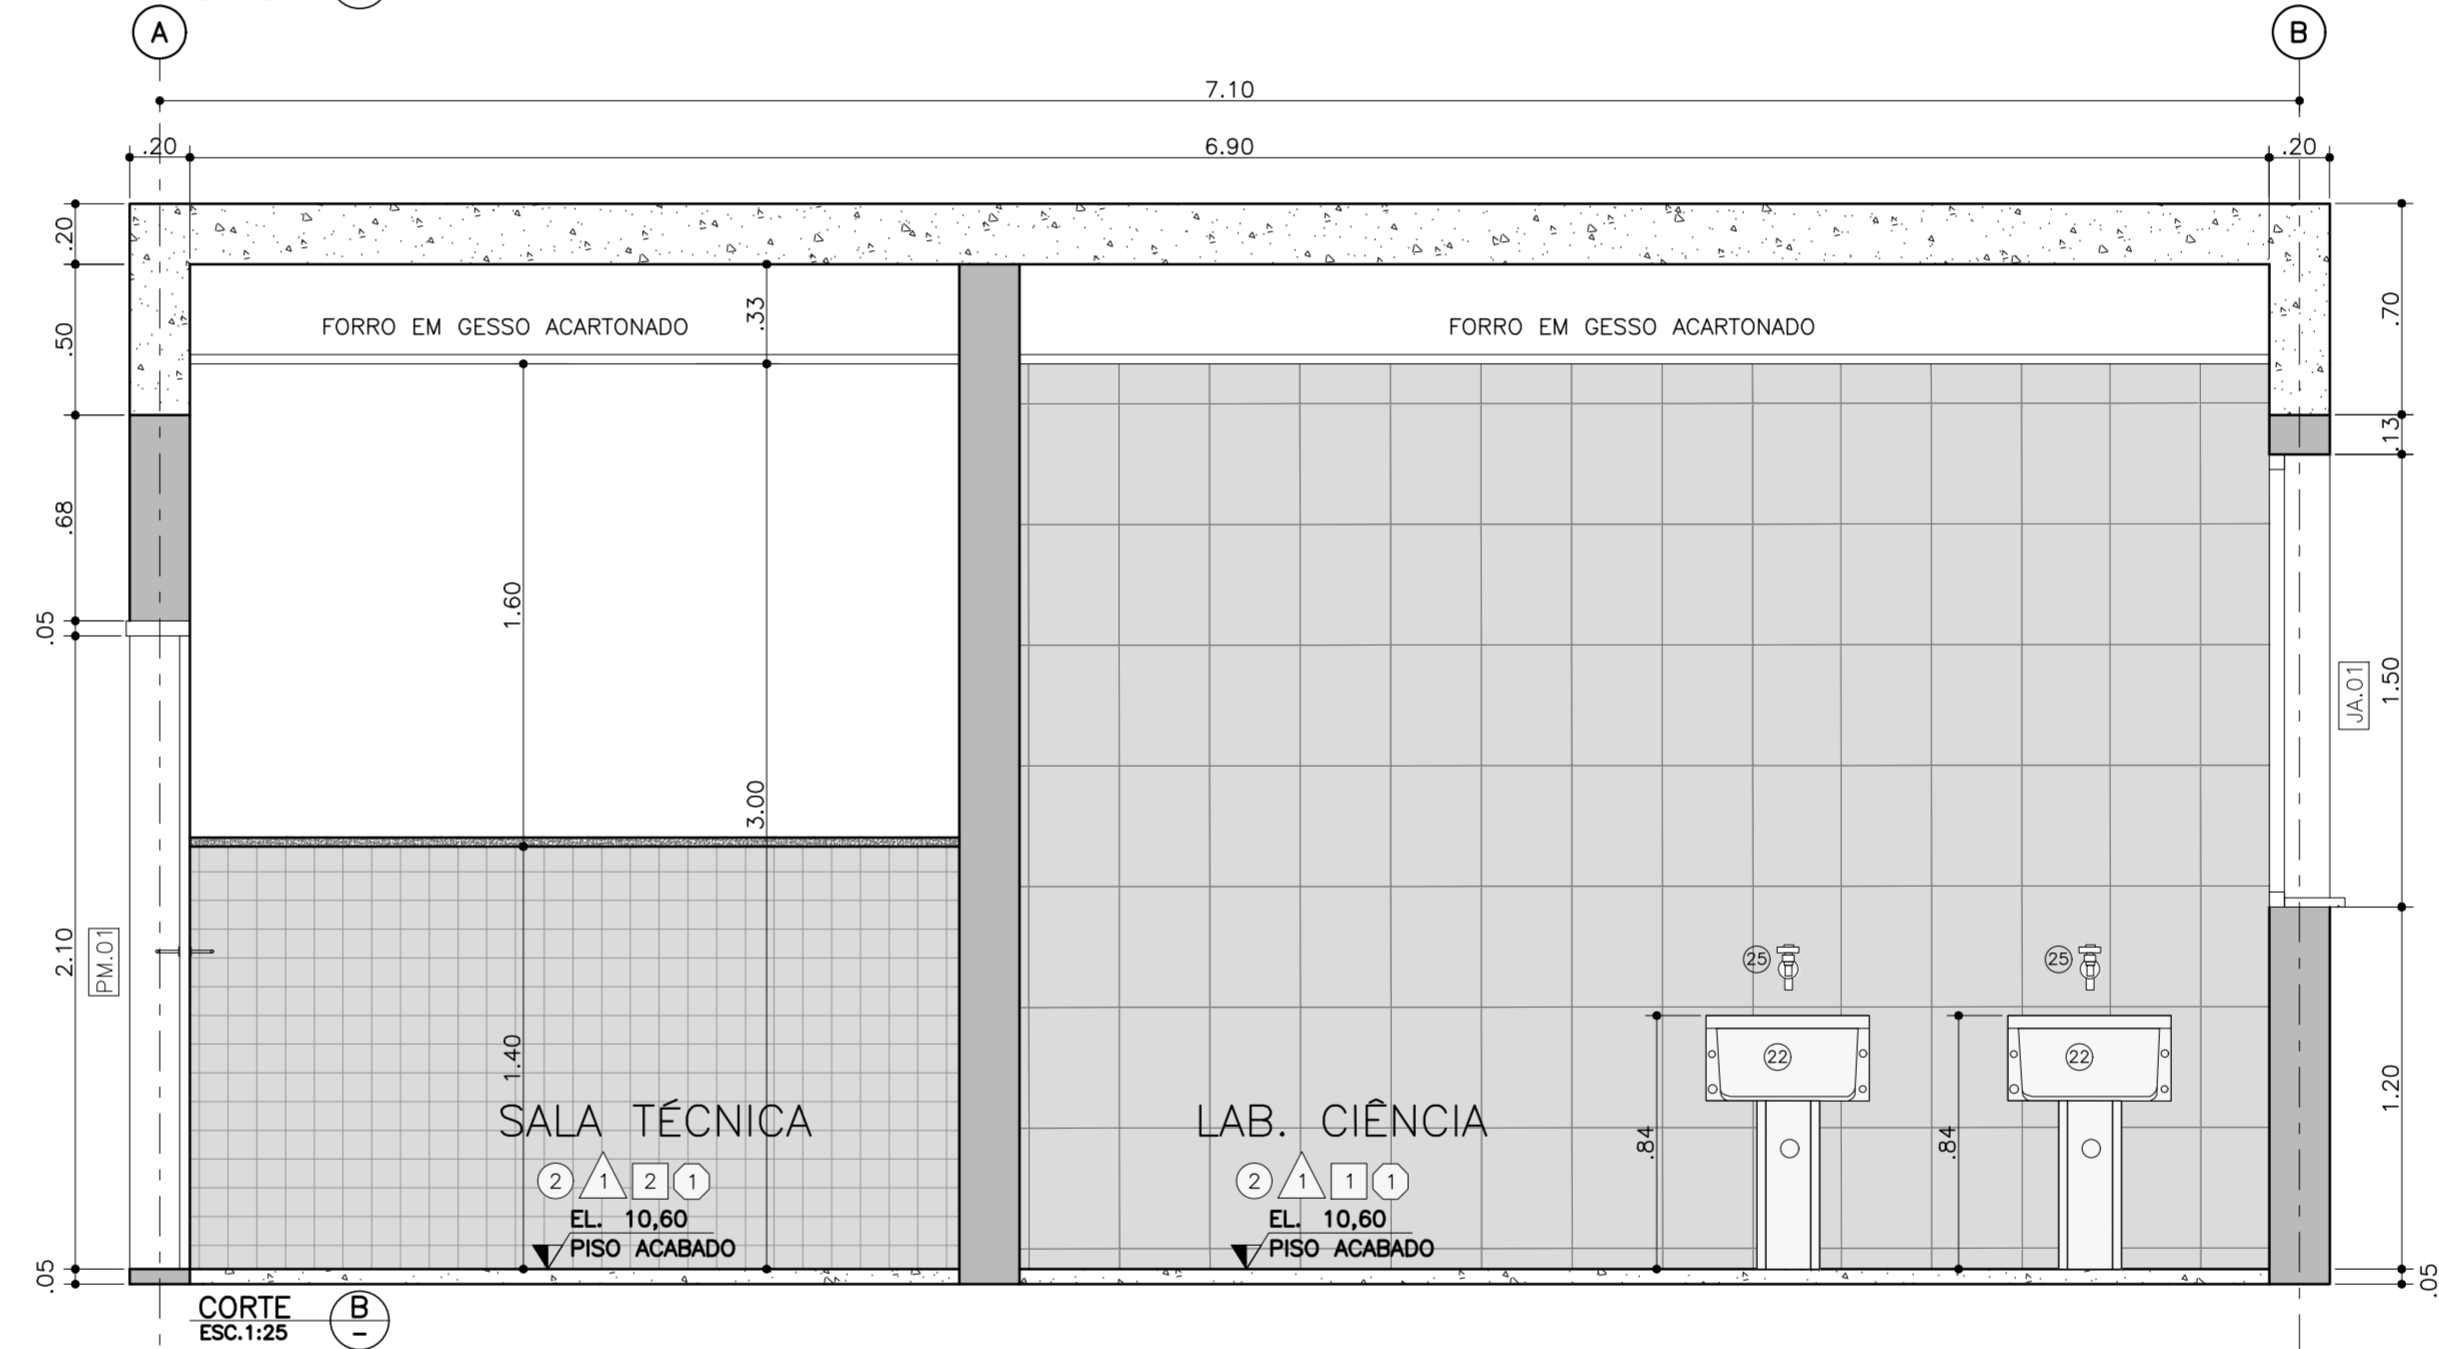 A
B
7.10
.20
6.90
.20
.20
.50
.68
.05
2.10
.05
PM.01
FORRO EM GESSO ACARTONADO
.33
FORRO EM GESSO ACARTONADO
1.60
3.00
1.40
.70
.13
1.50
JA.01
1.20
.05
25
25
22
22
.84
.84
SALA TÉCNICA
2 1 2 1
EL. 10,60
PISO ACABADO
LAB. CIÊNCIA
2 1 1 1
EL. 10,60
PISO ACABADO
CORTE B
ESC.1:25 –